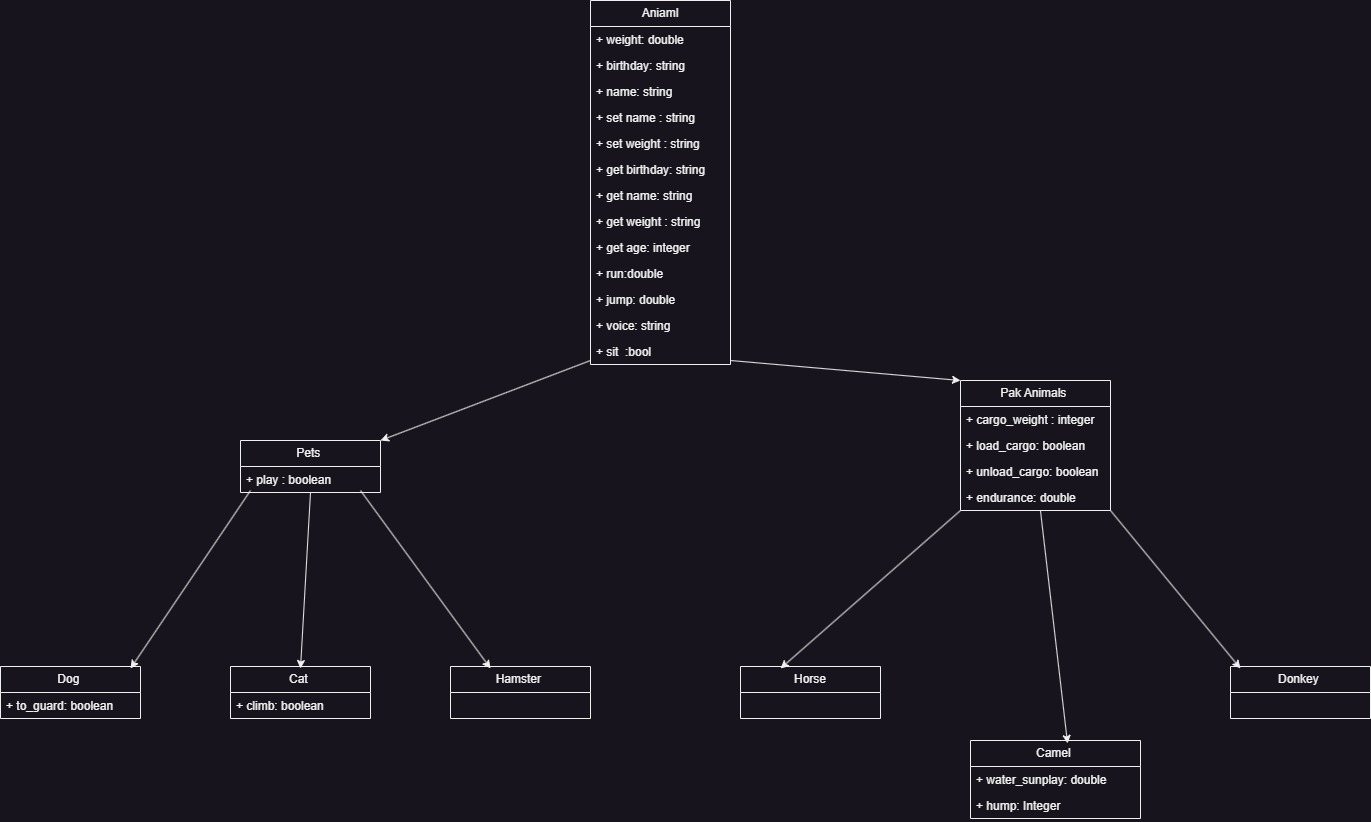 Aniaml
+ weight: double
+ birthday: string
+ name: string
+ set name : string
+ set weight : string
+ get birthday: string
+ get name: string
+ get weight : string
+ get age: integer
+ run:double
+ jump: double
+ voice: string
+ sit  :bool
Pak Animals
+ cargo_weight : integer
+ load_cargo: boolean
+ unload_cargo: boolean
+ endurance: double
Pets
+ play : boolean
Dog
+ to_guard: boolean
Cat
+ climb: boolean
Hamster
Horse
Donkey
Camel
+ water_sunplay: double
+ hump: Integer